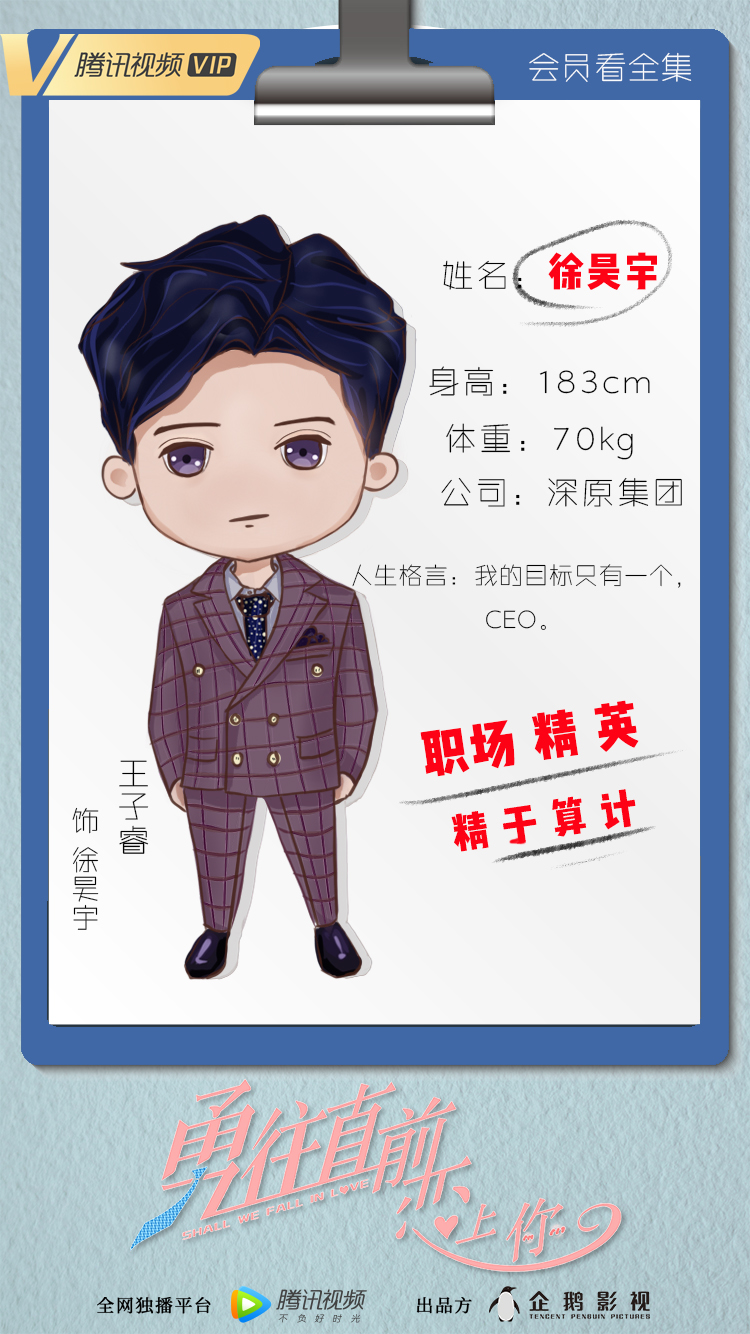 腾讯视频 VIP
会员看全集
姓名：徐昊宇
身高：183cm
体重：70kg
公司：深原集团
人生格言：我的目标只有一个，
CEO。
职场精英
精于算计
王子睿
饰 徐昊宇
勇往直前恋上你
SHALL WE FALL IN LOVE
全网独播平台
腾讯视频
不负好时光
出品方
企鹅影视
TENCENT PENGUIN PICTURES